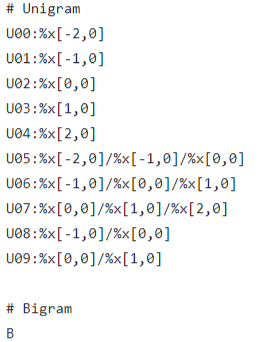 # Unigram
U00:%x[-2,0]
U01:%x[-1,0]
U02:%x[0,0]
U03:%x[1,0]
U04:%x[2,0]
U05:%x[-2,0]/%x[-1,0]/%x[0,0]
U06:%x[-1,0]/%x[0,0]/%x[1,0]
U07:%x[0,0]/%x[1,0]/%x[2,0]
U08:%x[-1,0]/%x[0,0]
U09:%x[0,0]/%x[1,0]
# Bigram
B